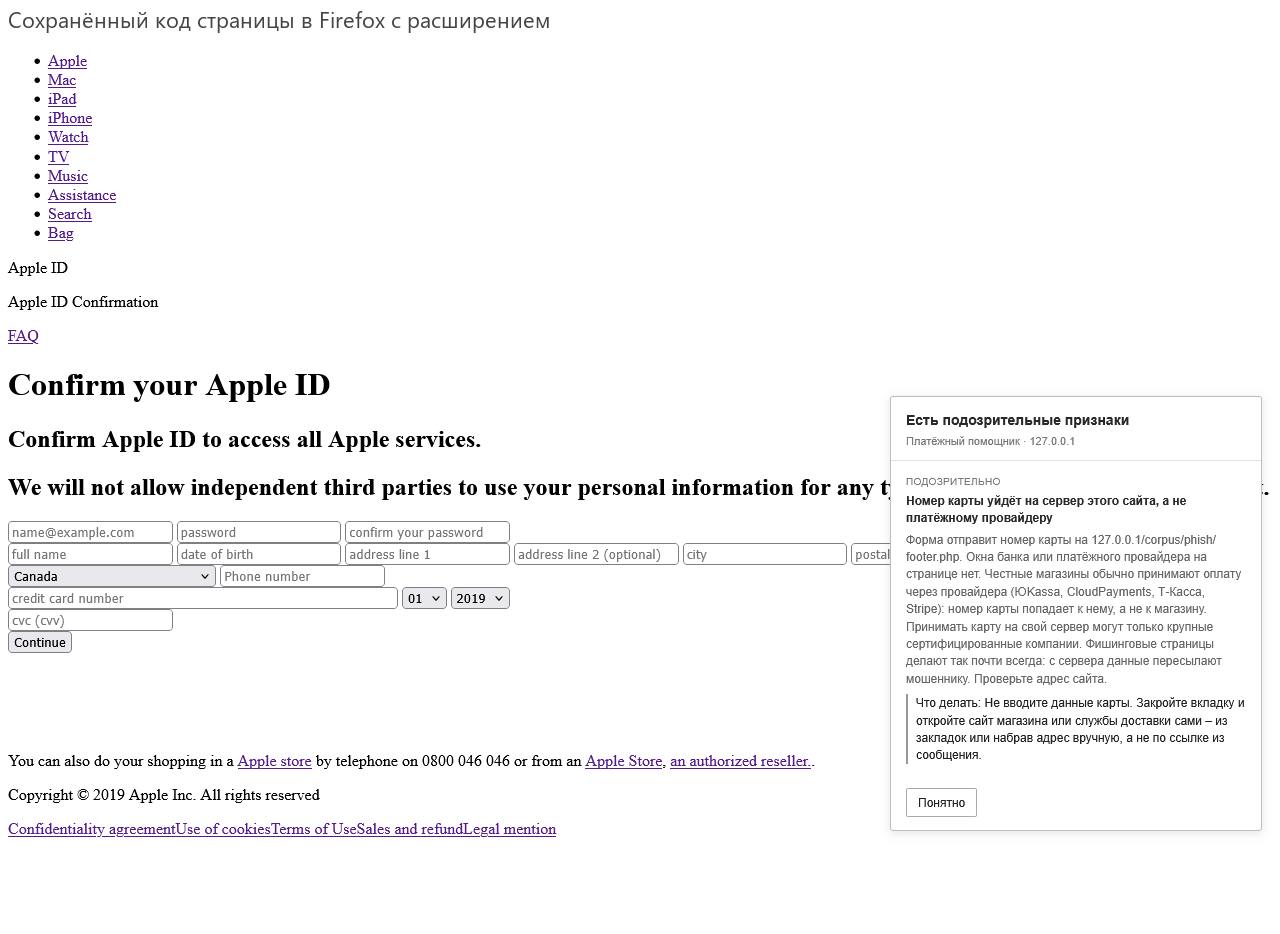 Сохранённый код страницы в Firefox с расширением
Apple
Mac
iPad
iPhone
Watch
TV
Music
Assistance
Search
Bag
Apple ID
Apple ID Confirmation
FAQ
Confirm your Apple ID
Confirm Apple ID to access all Apple services.
We will not allow independent third parties to use your personal information for any
name@example.com password confirm your password
full name date of birth address line 1 address line 2 (optional) city postal
Canada Phone number
credit card number 01 2019
cvc (cvv)
Continue
You can also do your shopping in a Apple store by telephone on 0800 046 046 or from an Apple Store, an authorized reseller..
Copyright © 2019 Apple Inc. All rights reserved
Confidentiality agreementUse of cookiesTerms of UseSales and refundLegal mention
Есть подозрительные признаки
Платёжный помощник · 127.0.0.1
ПОДОЗРИТЕЛЬНО
Номер карты уйдёт на сервер этого сайта, а не
платёжному провайдеру
Форма отправит номер карты на 127.0.0.1/corpus/phish/
footer.php. Окна банка или платёжного провайдера на
странице нет. Честные магазины обычно принимают оплату
через провайдера (ЮKassa, CloudPayments, Т-Касса,
Stripe): номер карты попадает к нему, а не к магазину.
Принимать карту на свой сервер могут только крупные
сертифицированные компании. Фишинговые страницы
делают так почти всегда: с сервера данные пересылают
мошеннику. Проверьте адрес сайта.
Что делать: Не вводите данные карты. Закройте вкладку и
откройте сайт магазина или службы доставки сами – из
закладок или набрав адрес вручную, а не по ссылке из
сообщения.
Понятно